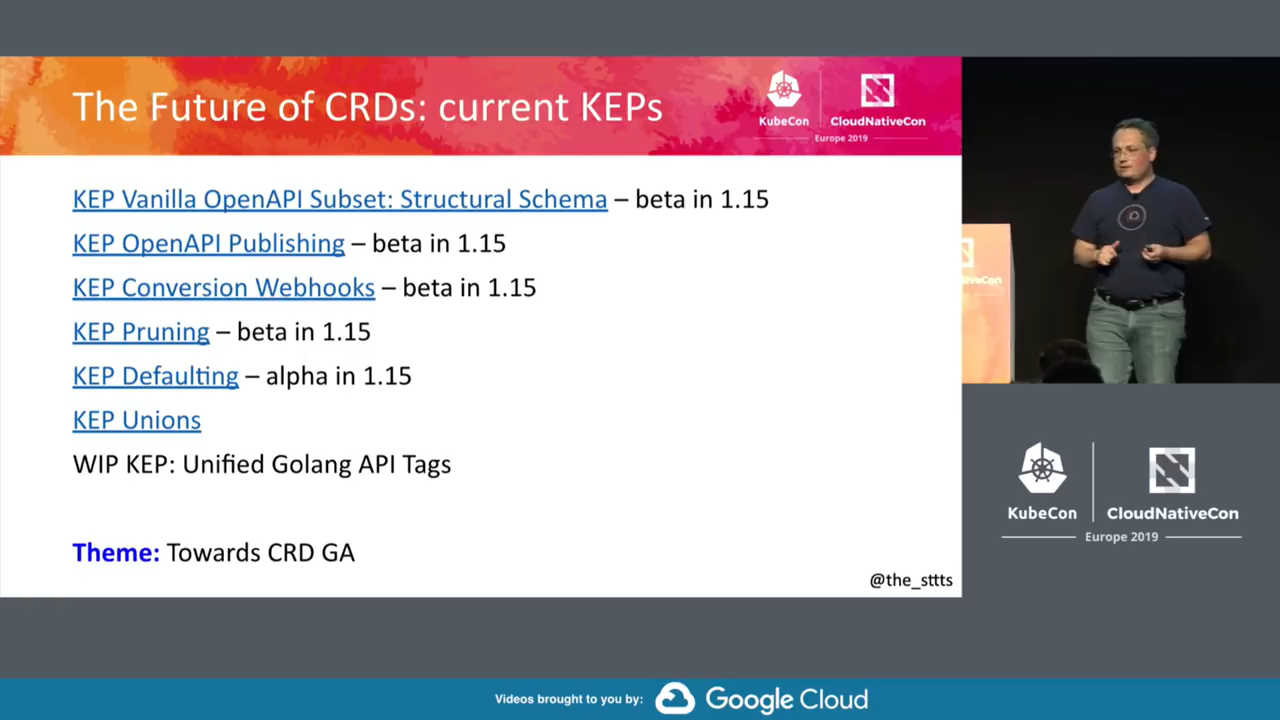 The Future of CRDs: current KEPs
KubeCon
CloudNativeCon
Europe 2019
KEP Vanilla OpenAPI Subset: Structural Schema – beta in 1.15
KEP OpenAPI Publishing – beta in 1.15
KEP Conversion Webhooks – beta in 1.15
KEP Pruning – beta in 1.15
KEP Defaulting – alpha in 1.15
KEP Unions
WIP KEP: Unified Golang API Tags
Theme: Towards CRD GA
@the_sttts
KubeCon
CloudNativeCon
Europe 2019
Videos brought to you by: Google Cloud